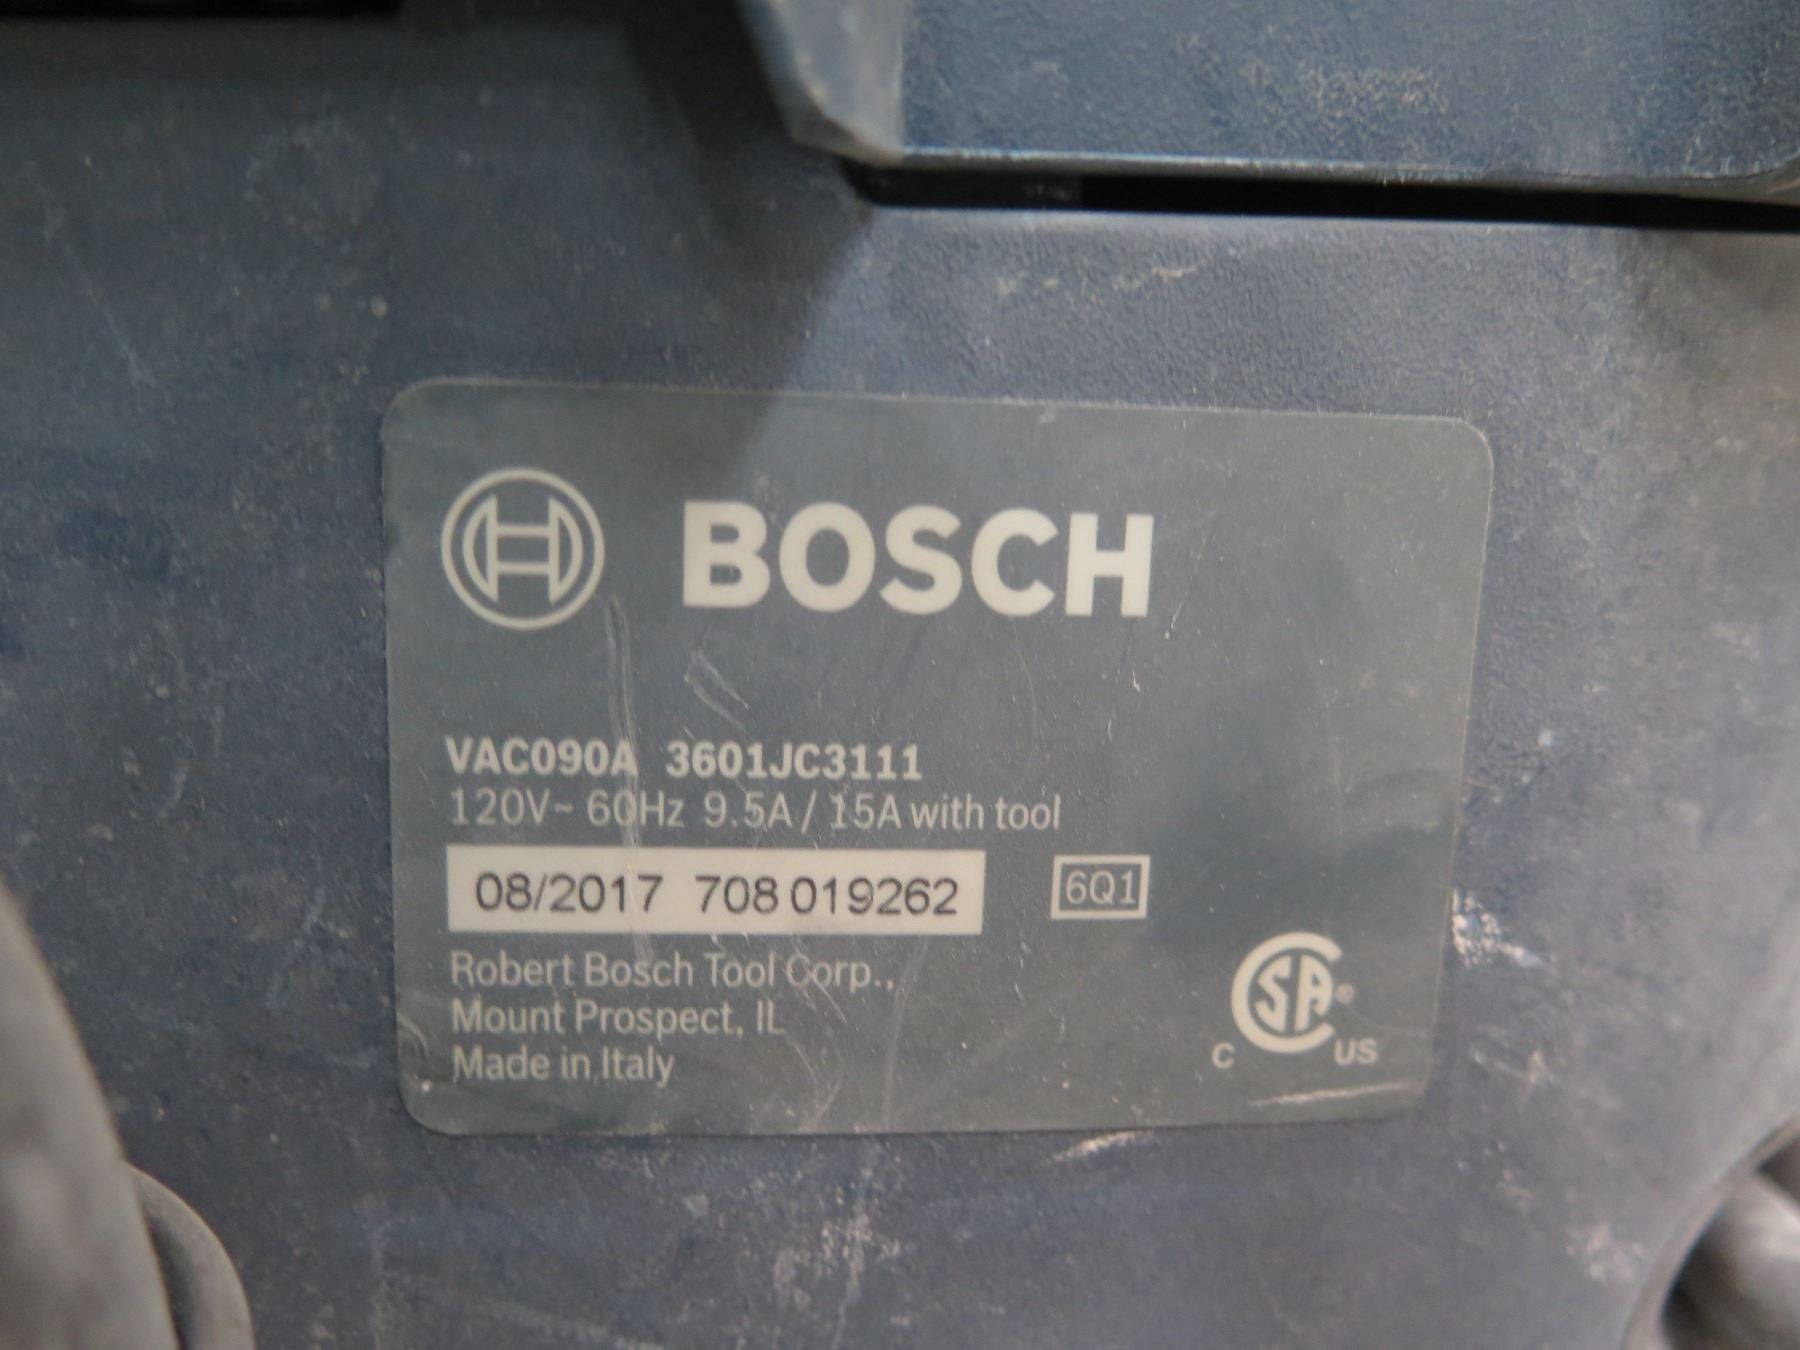 BOSCH
VAC090A 3601JC3111
120V~ 60Hz 9.5A / 15A with tool
08/2017 708 019262 6Q1
Robert Bosch Tool Corp.,
Mount Prospect, IL
Made in Italy
CSA®
C US